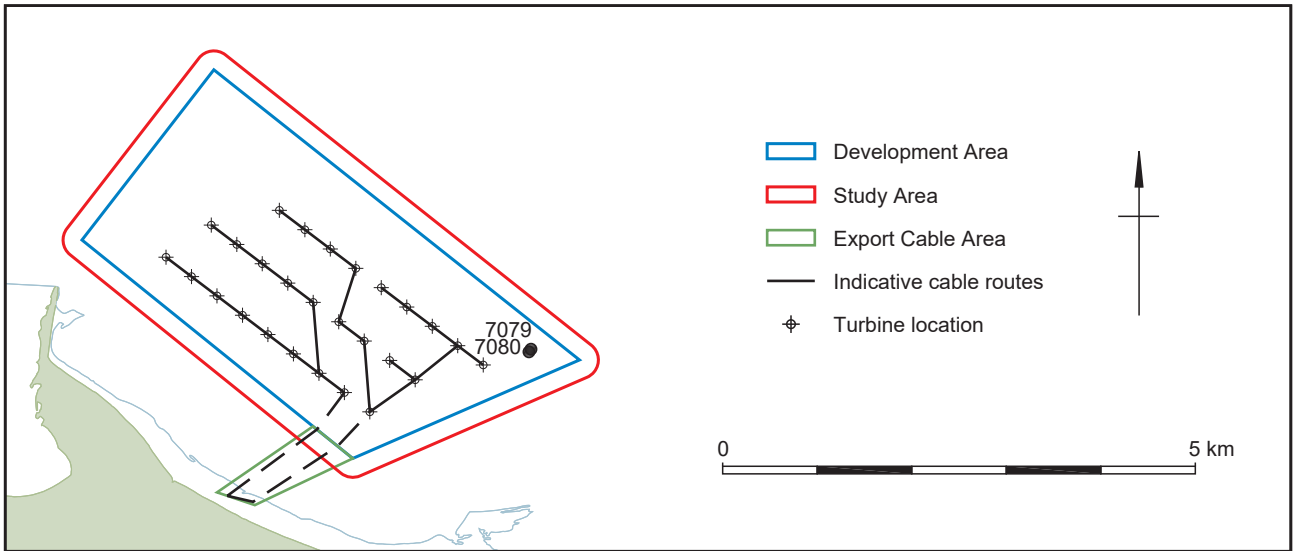 7079
7080
Development Area
Study Area
Export Cable Area
Indicative cable routes
Turbine location
0 5 km